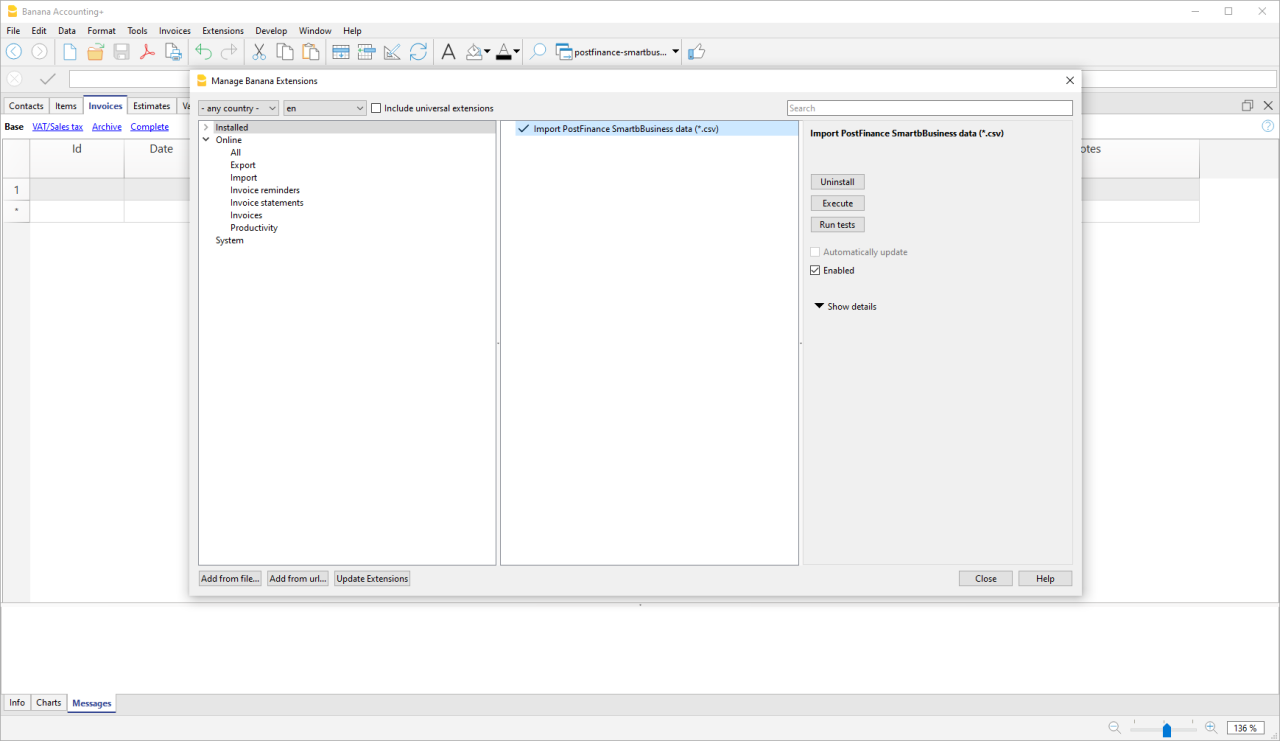 Banana Accounting+
File Edit Data Format Tools Invoices Extensions Develop Window Help
postfinance-smartbus...
Manage Banana Extensions
- any country - en Include universal extensions Search
Contacts Items Invoices Estimates
Base VAT/Sales tax Archive Complete
Id Date
1
*
Installed
Online
All
Export
Import
Invoice reminders
Invoice statements
Invoices
Productivity
System
Import PostFinance SmartbBusiness data (*.csv)
Import PostFinance SmartbBusiness data (*.csv)
Uninstall
Execute
Run tests
Automatically update
Enabled
Show details
Add from file... Add from url... Update Extensions Close Help
Info Charts Messages
136 %